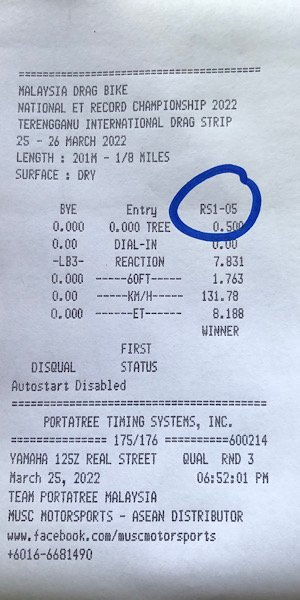 ==========================================
MALAYSIA DRAG BIKE
NATIONAL ET RECORD CHAMPIONSHIP 2022
TERENGGANU INTERNATIONAL DRAG STRIP
25 - 26 MARCH 2022
LENGTH : 201M - 1/8 MILES
SURFACE : DRY
BYE Entry RS1-05
0.000 0.000 TREE 0.500
0.00 DIAL-IN 0.00
-LB3- REACTION 7.831
0.000 -----60FT----- 1.763
0.00 -----KM/H----- 131.78
0.000 ------ET------ 8.188
WINNER
FIRST
DISQUAL STATUS
Autostart Disabled
==========================================
PORTATREE TIMING SYSTEMS, INC.
=============== 175/176 ==========600214
YAMAHA 125Z REAL STREET QUAL RND 3
March 25, 2022 06:52:01 PM
TEAM PORTATREE MALAYSIA
MUSC MOTORSPORTS - ASEAN DISTRIBUTOR
www.facebook.com/muscmotorsports
+6016-6681490